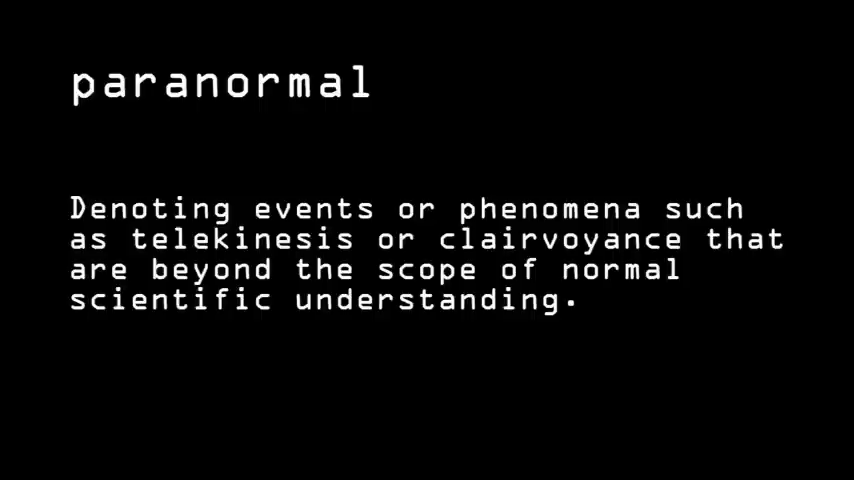 paranormal
Denoting events or phenomena such
as telekinesis or clairvoyance that
are beyond the scope of normal
scientific understanding.